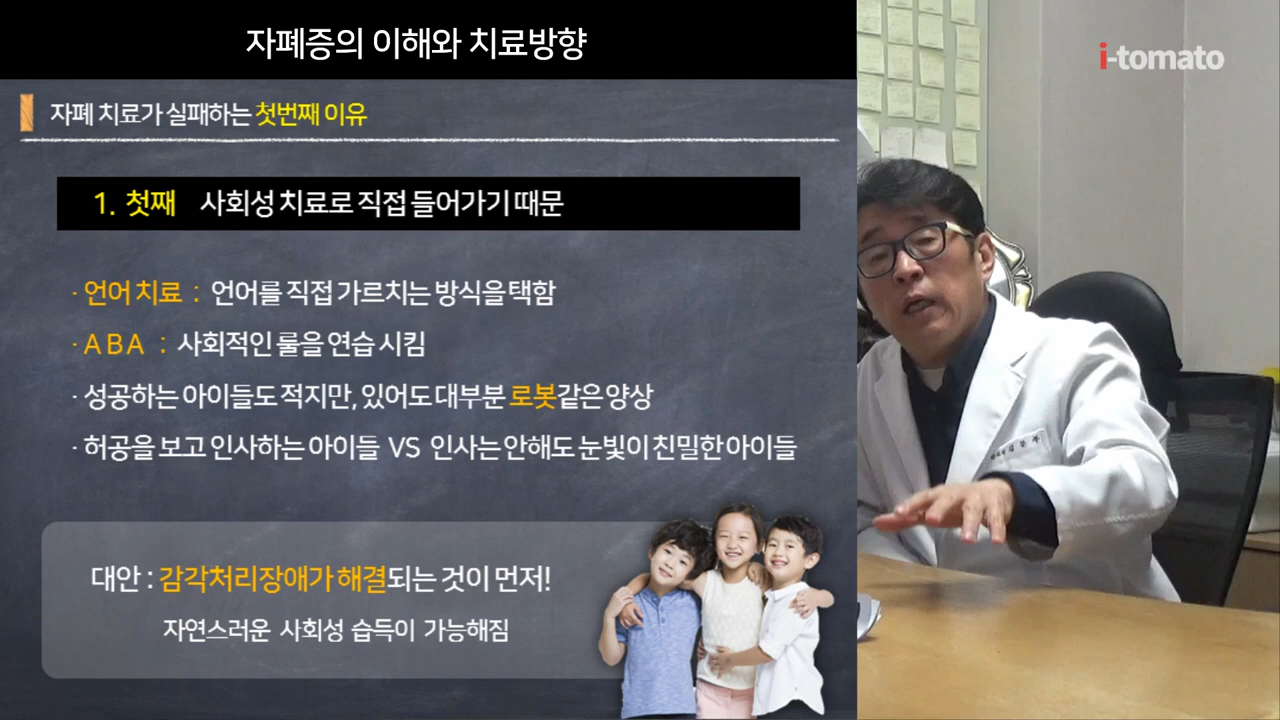 자폐증의 이해와 치료방향
i-tomato
자폐 치료가 실패하는 첫번째 이유
1. 첫째 사회성 치료로 직접 들어가기 때문
· 언어 치료 : 언어를 직접 가르치는 방식을 택함
· A B A : 사회적인 룰을 연습 시킴
· 성공하는 아이들도 적지만, 있어도 대부분 로봇같은 양상
· 허공을 보고 인사하는 아이들 VS 인사는 안해도 눈빛이 친밀한 아이들
대안 : 감각처리장애가 해결되는 것이 먼저!
자연스러운 사회성 습득이 가능해짐